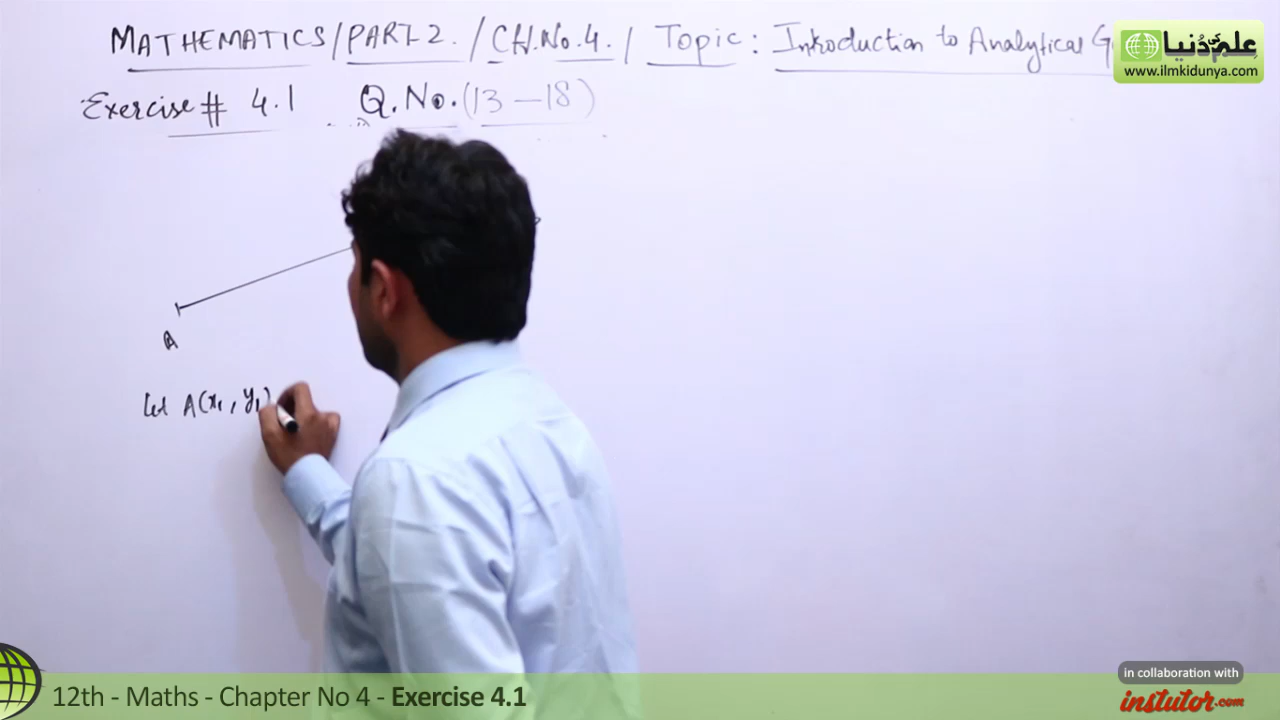 MATHEMATICS / PART-2 / CH.No.4. / Topic: Introduction to Analytical
Exercise # 4.1 Q.No.(13-18)
A
Let A(x₁, y₁)
علم کی دنیا
www.ilmkidunya.com
in collaboration with
instutor.com
12th - Maths - Chapter No 4 - Exercise 4.1